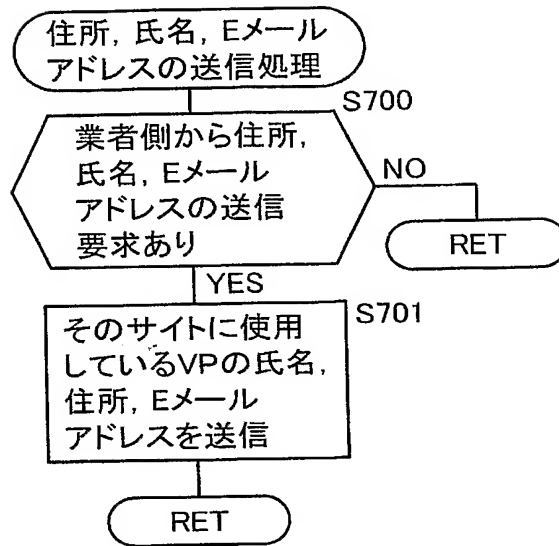 住所, 氏名, Eメール
アドレスの送信処理
S700
業者側から住所,
氏名, Eメール
アドレスの送信
要求あり
NO
RET
YES
S701
そのサイトに使用
しているVPの氏名,
住所, Eメール
アドレスを送信
RET